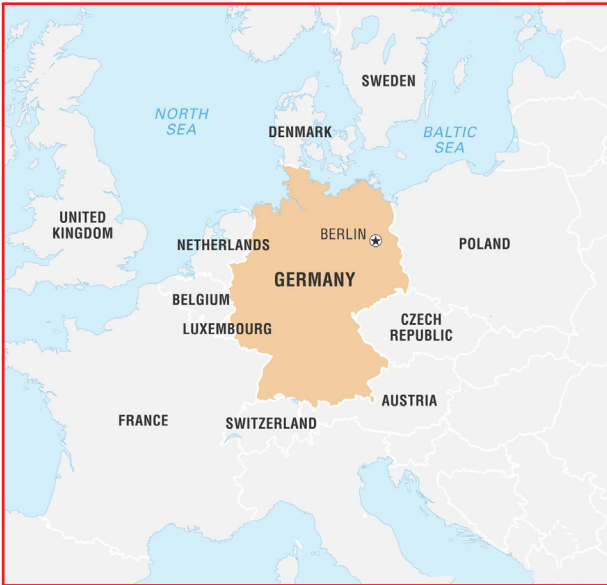 SWEDEN
NORTH
SEA
DENMARK
BALTIC
SEA
UNITED
KINGDOM
NETHERLANDS
BERLIN
POLAND
GERMANY
BELGIUM
LUXEMBOURG
CZECH
REPUBLIC
AUSTRIA
FRANCE
SWITZERLAND